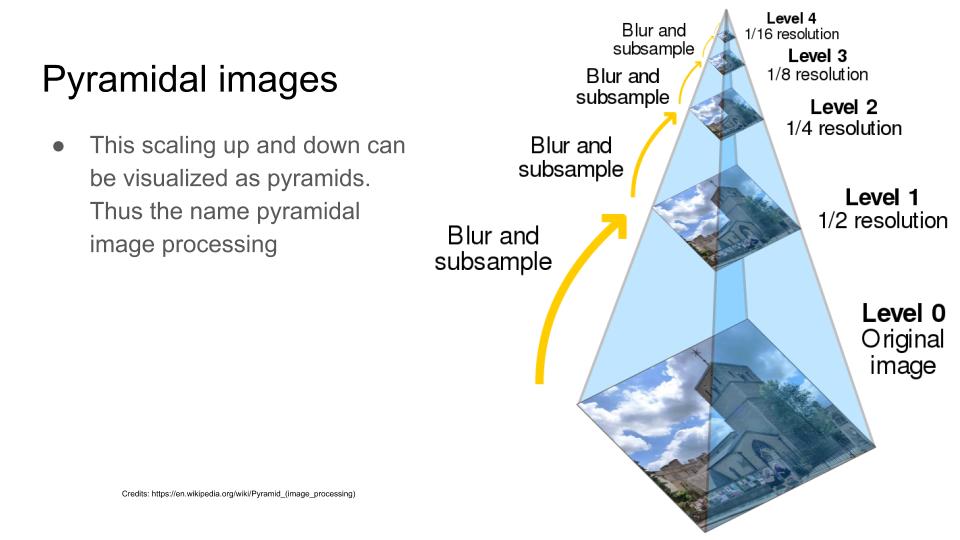 Pyramidal images
● This scaling up and down can
be visualized as pyramids.
Thus the name pyramidal
image processing
Credits: https://en.wikipedia.org/wiki/Pyramid_(image_processing)
Level 4
1/16 resolution
Blur and
subsample
Level 3
1/8 resolution
Blur and
subsample
Level 2
1/4 resolution
Blur and
subsample
Level 1
1/2 resolution
Blur and
subsample
Level 0
Original
image